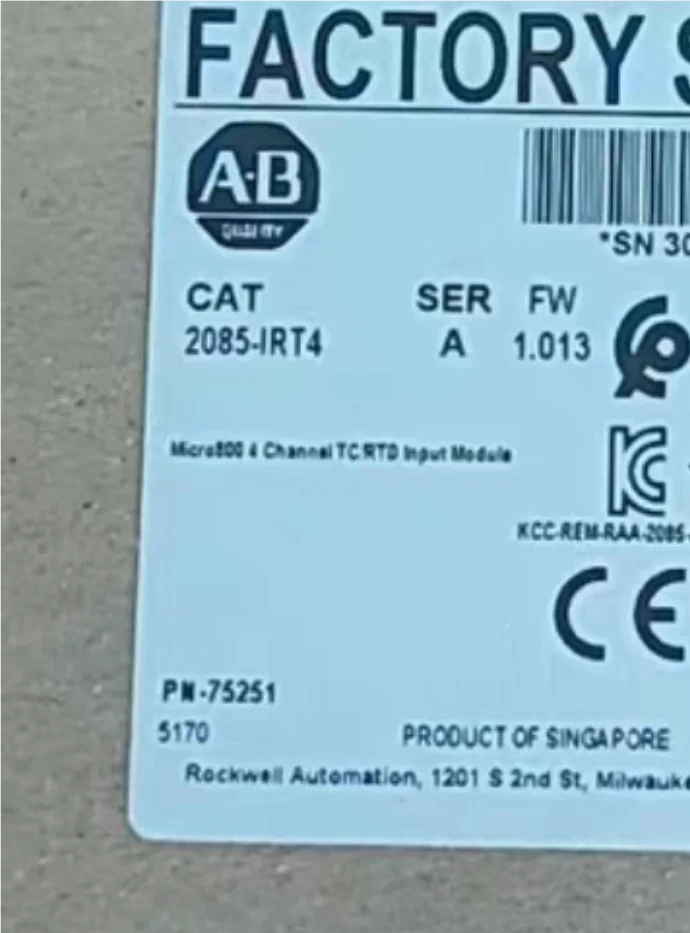 FACTORY S
A·B
QUALITY
*SN 30
CAT SER FW
2085-IRT4 A 1.013
Micro800 4 Channel TC/RTD Input Module
KCC-REM-RAA-2085-
CE
PN-75251
5170 PRODUCT OF SINGAPORE
Rockwell Automation, 1201 S 2nd St, Milwauke